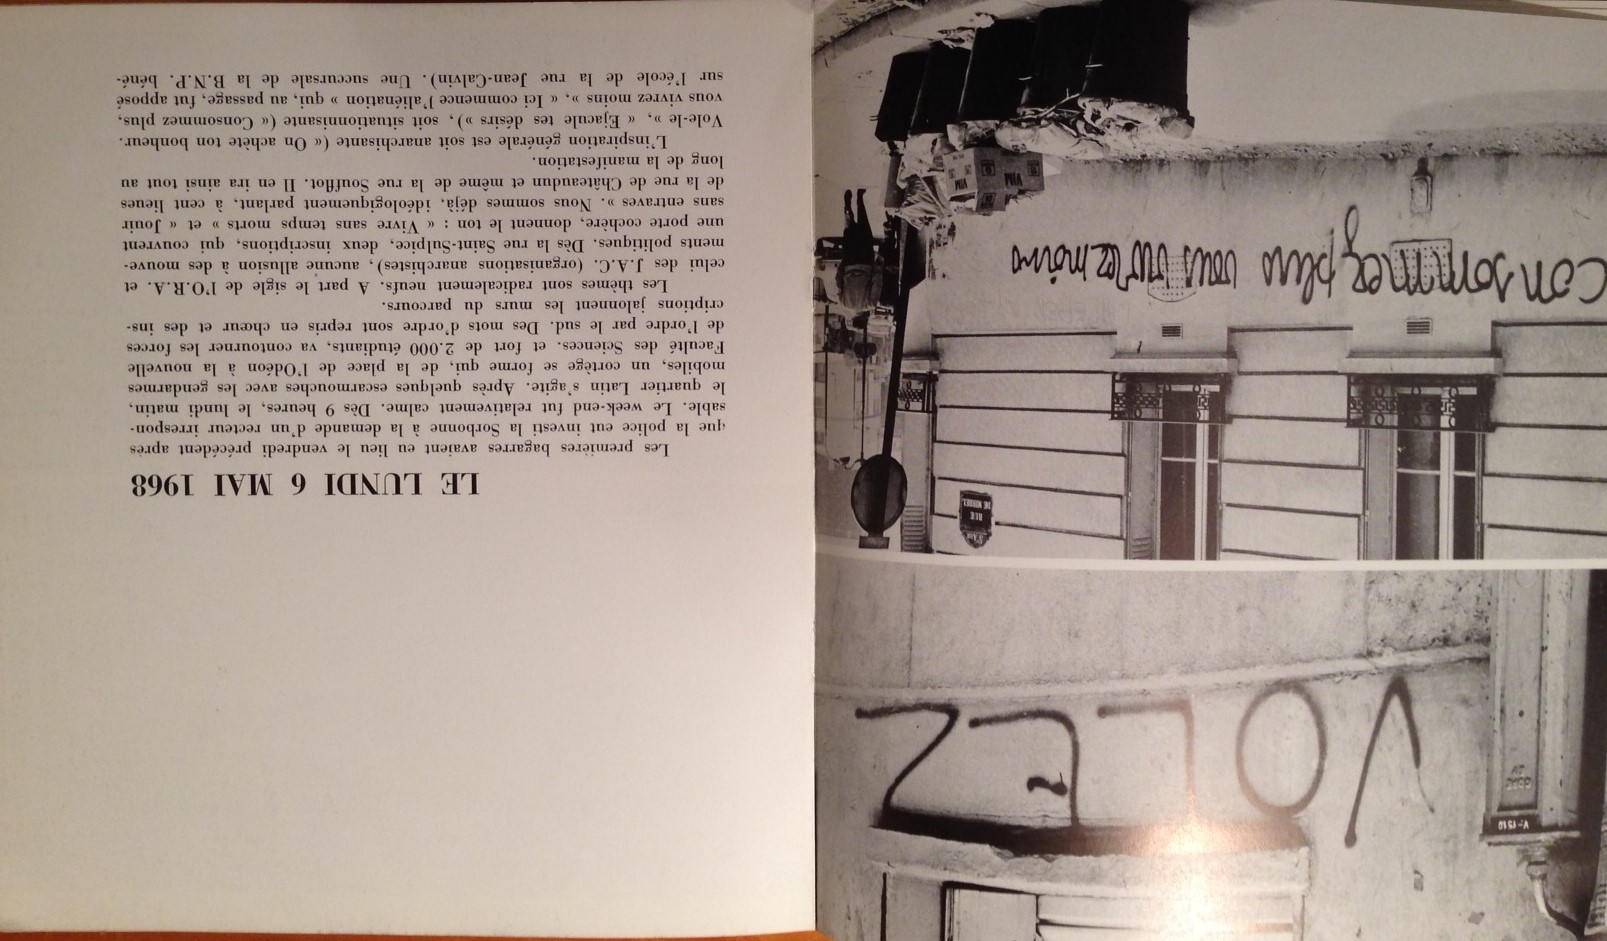 V-1510
VOLEZ
5e Arrt
RUE
DE MIRBEL
Consommez plus vous vivrez moins
VIM
VIM
LE LUNDI 6 MAI 1968
Les premières bagarres avaient eu lieu le vendredi précédent après
que la police eut investi la Sorbonne à la demande d'un recteur irrespon-
sable. Le week-end fut relativement calme. Dès 9 heures, le lundi matin,
le quartier Latin s'agite. Après quelques escarmouches avec les gendarmes
mobiles, un cortège se forme qui, de la place de l'Odéon à la nouvelle
Faculté des Sciences, et fort de 2.000 étudiants, va contourner les forces
de l'ordre par le sud. Des mots d'ordre sont repris en chœur et des ins-
criptions jalonnent les murs du parcours.
Les thèmes sont radicalement neufs. A part le sigle de l'O.R.A. et
celui des J.A.C. (organisations anarchistes), aucune allusion à des mouve-
ments politiques. Dès la rue Saint-Sulpice, deux inscriptions, qui couvrent
une porte cochère, donnent le ton : « Vivre sans temps morts » et « Jouir
sans entraves ». Nous sommes déjà, idéologiquement parlant, à cent lieues
de la rue de Châteaudun et même de la rue Soufflot. Il en ira ainsi tout au
long de la manifestation.
L'inspiration générale est soit anarchisante (« On achète ton bonheur.
Vole-le », « Ejacule tes désirs »), soit situationnisante (« Consommez plus,
vous vivrez moins », « Ici commence l'aliénation » qui, au passage, fut apposé
sur l'école de la rue Jean-Calvin). Une succursale de la B.N.P. béné-